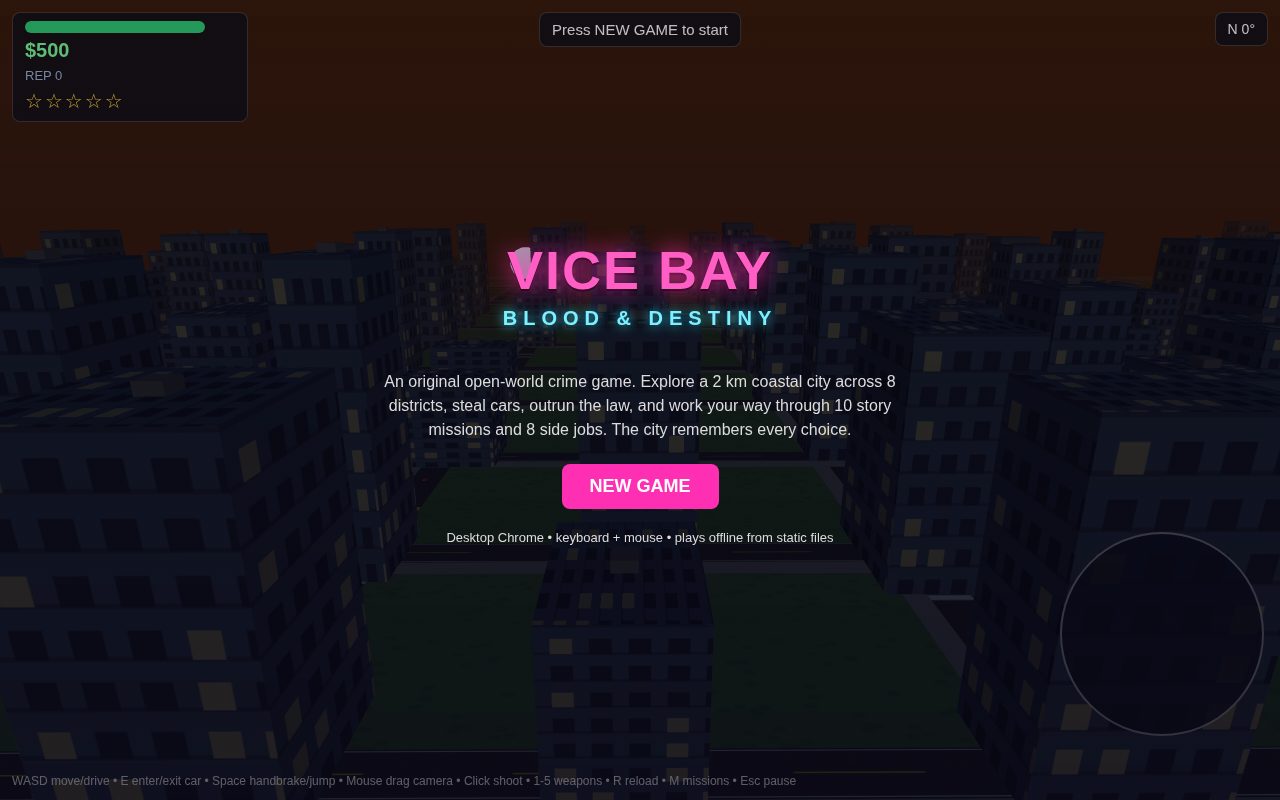 Press NEW GAME to start
N 0°
$500
REP 0
☆☆☆☆☆
VICE BAY
BLOOD & DESTINY
An original open-world crime game. Explore a 2 km coastal city across 8
districts, steal cars, outrun the law, and work your way through 10 story
missions and 8 side jobs. The city remembers every choice.
NEW GAME
Desktop Chrome • keyboard + mouse • plays offline from static files
WASD move/drive • E enter/exit car • Space handbrake/jump • Mouse drag camera • Click shoot • 1-5 weapons • R reload • M missions • Esc pause